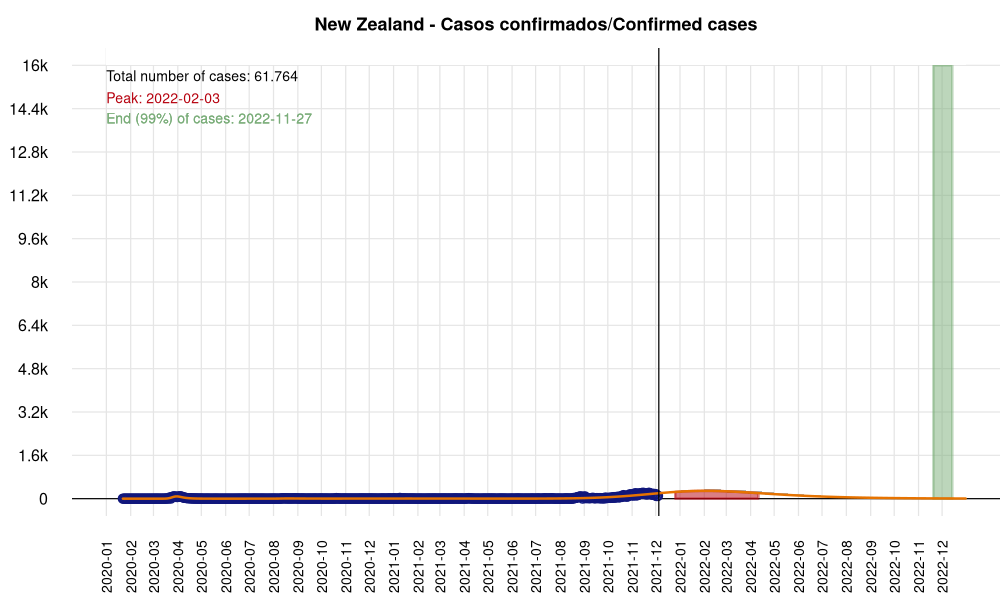 New Zealand - Casos confirmados/Confirmed cases
Total number of cases: 61.764
Peak: 2022-02-03
End (99%) of cases: 2022-11-27
16k
14.4k
12.8k
11.2k
9.6k
8k
6.4k
4.8k
3.2k
1.6k
0
2020-01
2020-02
2020-03
2020-04
2020-05
2020-06
2020-07
2020-08
2020-09
2020-10
2020-11
2020-12
2021-01
2021-02
2021-03
2021-04
2021-05
2021-06
2021-07
2021-08
2021-09
2021-10
2021-11
2021-12
2022-01
2022-02
2022-03
2022-04
2022-05
2022-06
2022-07
2022-08
2022-09
2022-10
2022-11
2022-12